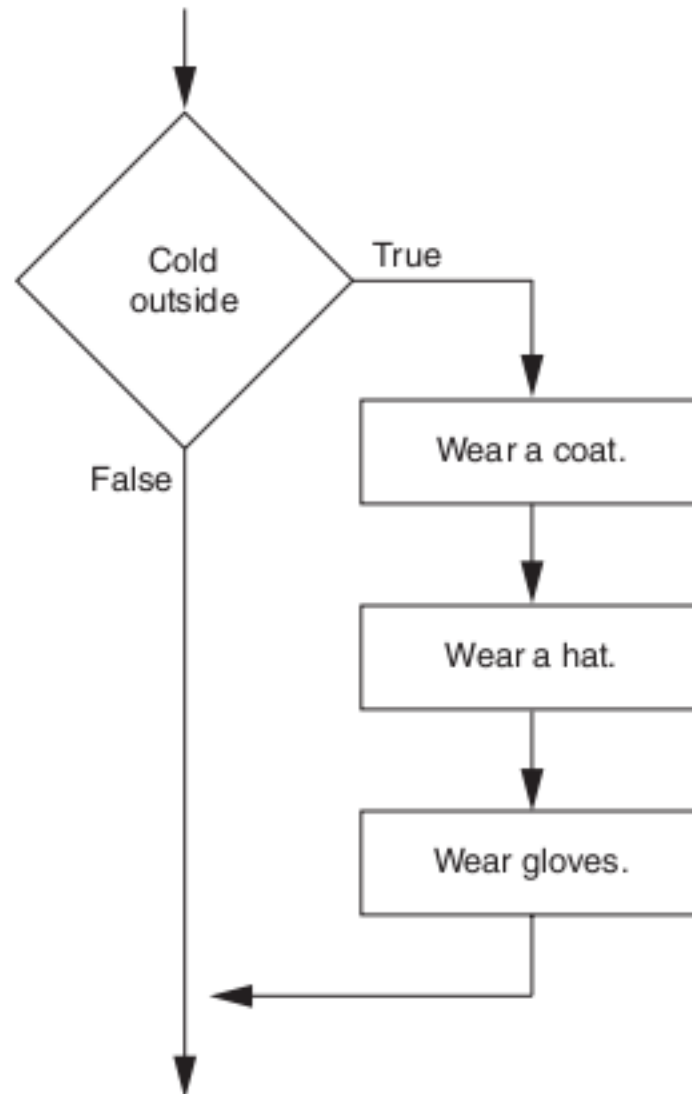 Cold
outside
True
False
Wear a coat.
Wear a hat.
Wear gloves.